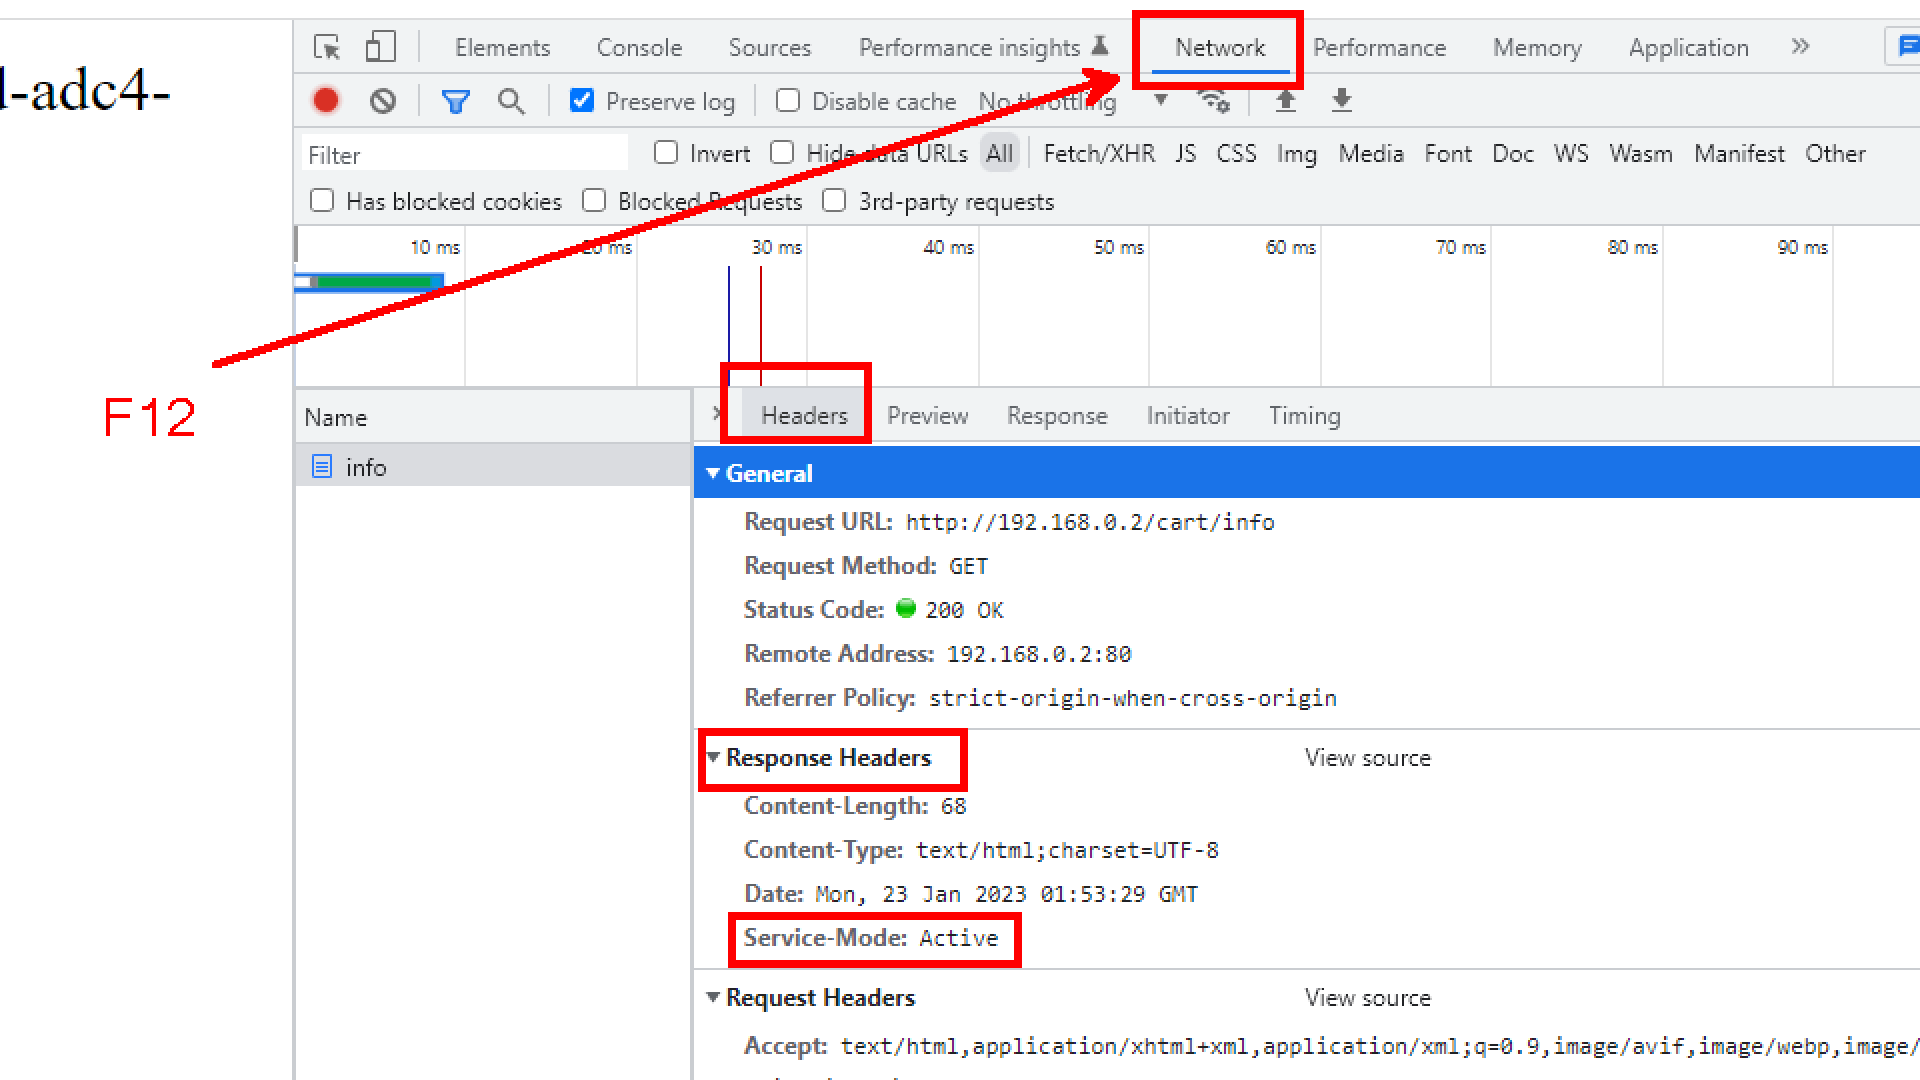 d-adc4-
Elements Console Sources Performance insights Network Performance Memory Application
Preserve log Disable cache No throttling
Filter Invert Hide data URLs All Fetch/XHR JS CSS Img Media Font Doc WS Wasm Manifest Other
Has blocked cookies Blocked Requests 3rd-party requests
10 ms 20 ms 30 ms 40 ms 50 ms 60 ms 70 ms 80 ms 90 ms
F12
Name
info
Headers Preview Response Initiator Timing
General
Request URL: http://192.168.0.2/cart/info
Request Method: GET
Status Code: 200 OK
Remote Address: 192.168.0.2:80
Referrer Policy: strict-origin-when-cross-origin
Response Headers View source
Content-Length: 68
Content-Type: text/html;charset=UTF-8
Date: Mon, 23 Jan 2023 01:53:29 GMT
Service-Mode: Active
Request Headers View source
Accept: text/html,application/xhtml+xml,application/xml;q=0.9,image/avif,image/webp,image/